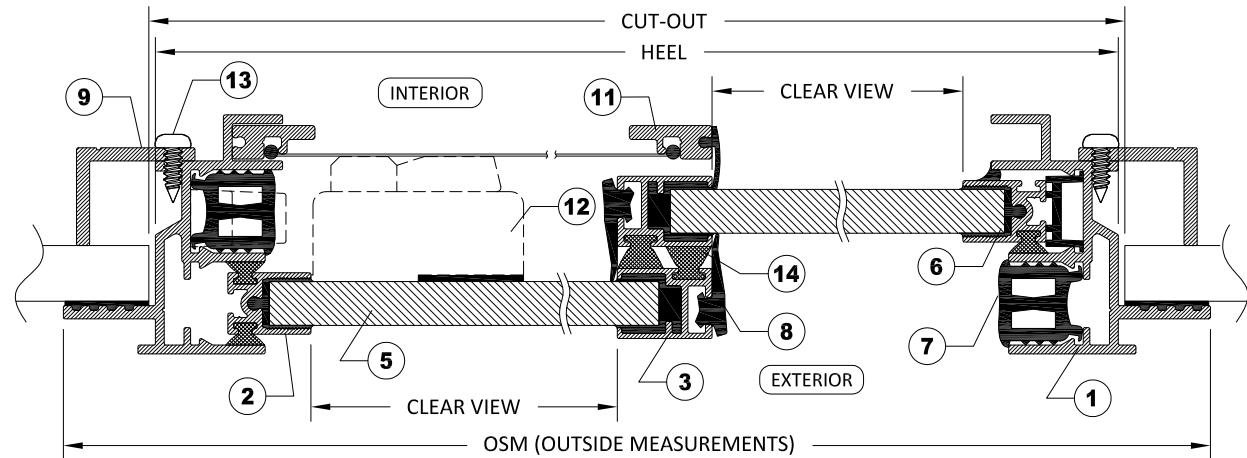 CUT-OUT
HEEL
13
9
INTERIOR
11
CLEAR VIEW
12
14
6
5
8
7
2
3
1
EXTERIOR
CLEAR VIEW
OSM (OUTSIDE MEASUREMENTS)